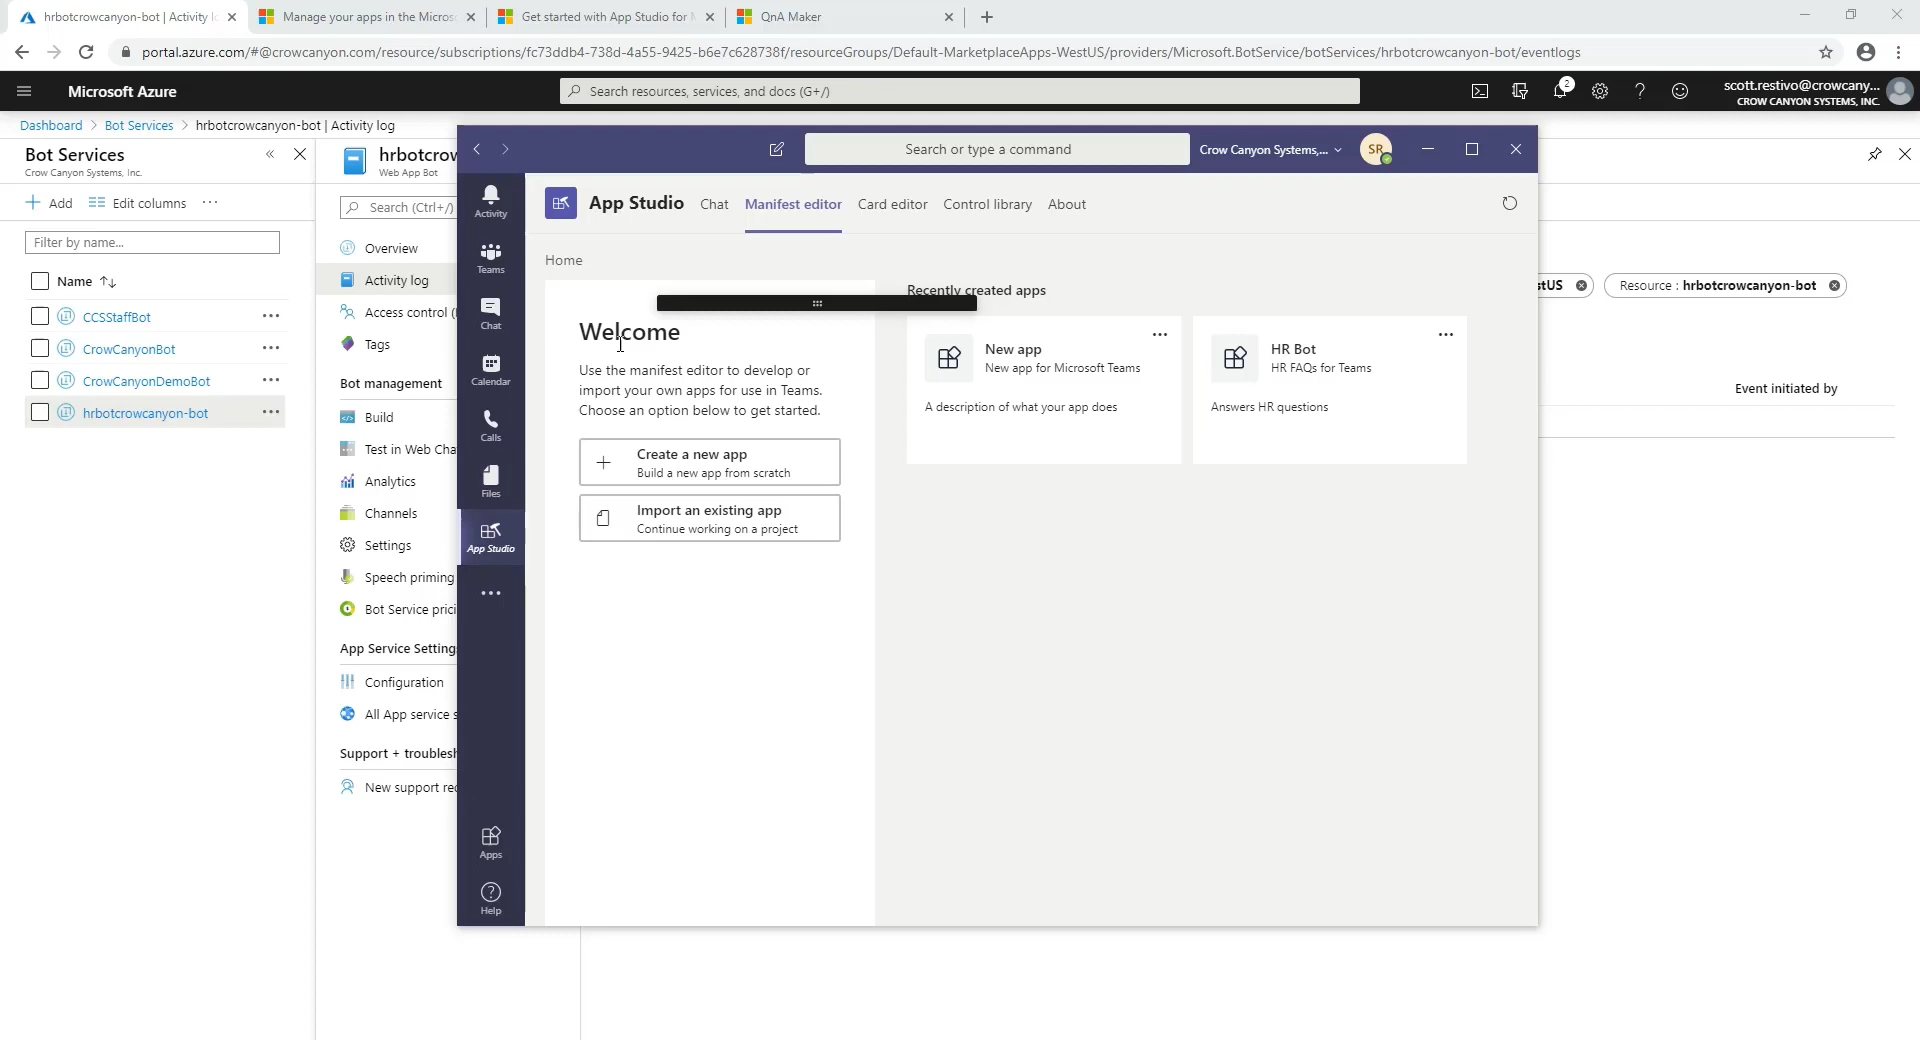 hrbotcrowcanyon-bot | Activity lo
Manage your apps in the Microso
Get started with App Studio for M
QnA Maker
portal.azure.com/#@crowcanyon.com/resource/subscriptions/fc73ddb4-738d-4a55-9425-b6e7c628738f/resourceGroups/Default-MarketplaceApps-WestUS/providers/Microsoft.BotService/botServices/hrbotcrowcanyon-bot/eventlogs
Microsoft Azure
Search resources, services, and docs (G+/)
2
scott.restivo@crowcany...
CROW CANYON SYSTEMS, INC.
Dashboard > Bot Services > hrbotcrowcanyon-bot | Activity log
Bot Services
Crow Canyon Systems, Inc.
Add
Edit columns
Filter by name...
Name
CCSStaffBot
CrowCanyonBot
CrowCanyonDemoBot
hrbotcrowcanyon-bot
hrbotcrow
Web App Bot
Search (Ctrl+/)
Overview
Activity log
Access control (I
Tags
Bot management
Build
Test in Web Cha
Analytics
Channels
Settings
Speech priming
Bot Service prici
App Service Settings
Configuration
All App service s
Support + troublesh
New support rec
Search or type a command
Crow Canyon Systems,...
SR
Activity
Teams
Chat
Calendar
Calls
Files
App Studio
Apps
Help
App Studio
Chat
Manifest editor
Card editor
Control library
About
Home
Welcome
Use the manifest editor to develop or
import your own apps for use in Teams.
Choose an option below to get started.
Create a new app
Build a new app from scratch
Import an existing app
Continue working on a project
Recently created apps
New app
New app for Microsoft Teams
A description of what your app does
HR Bot
HR FAQs for Teams
Answers HR questions
stUS
Resource : hrbotcrowcanyon-bot
Event initiated by